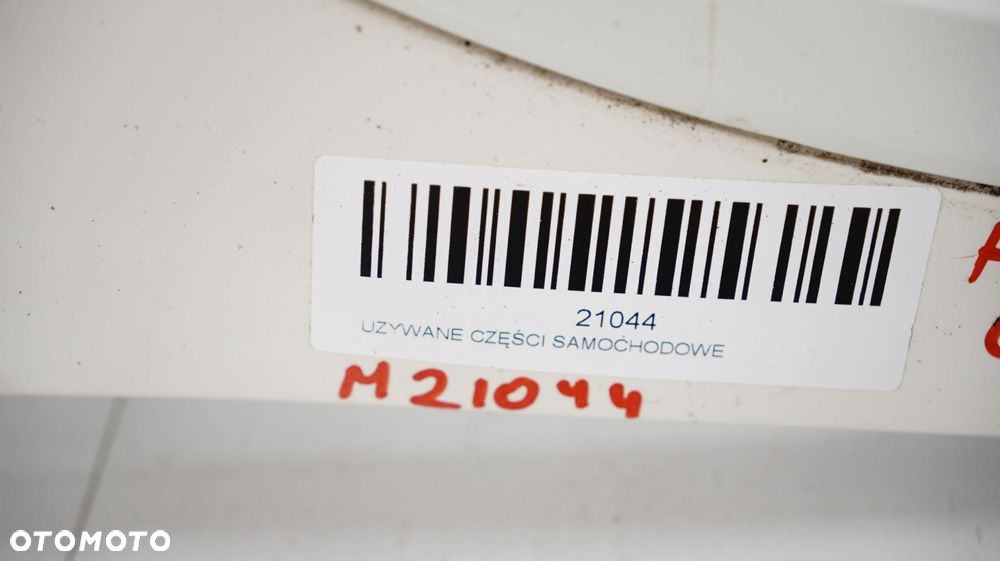 21044
UZYWANE CZĘŚCI SAMOCHODOWE
M21044
OTOMOTO